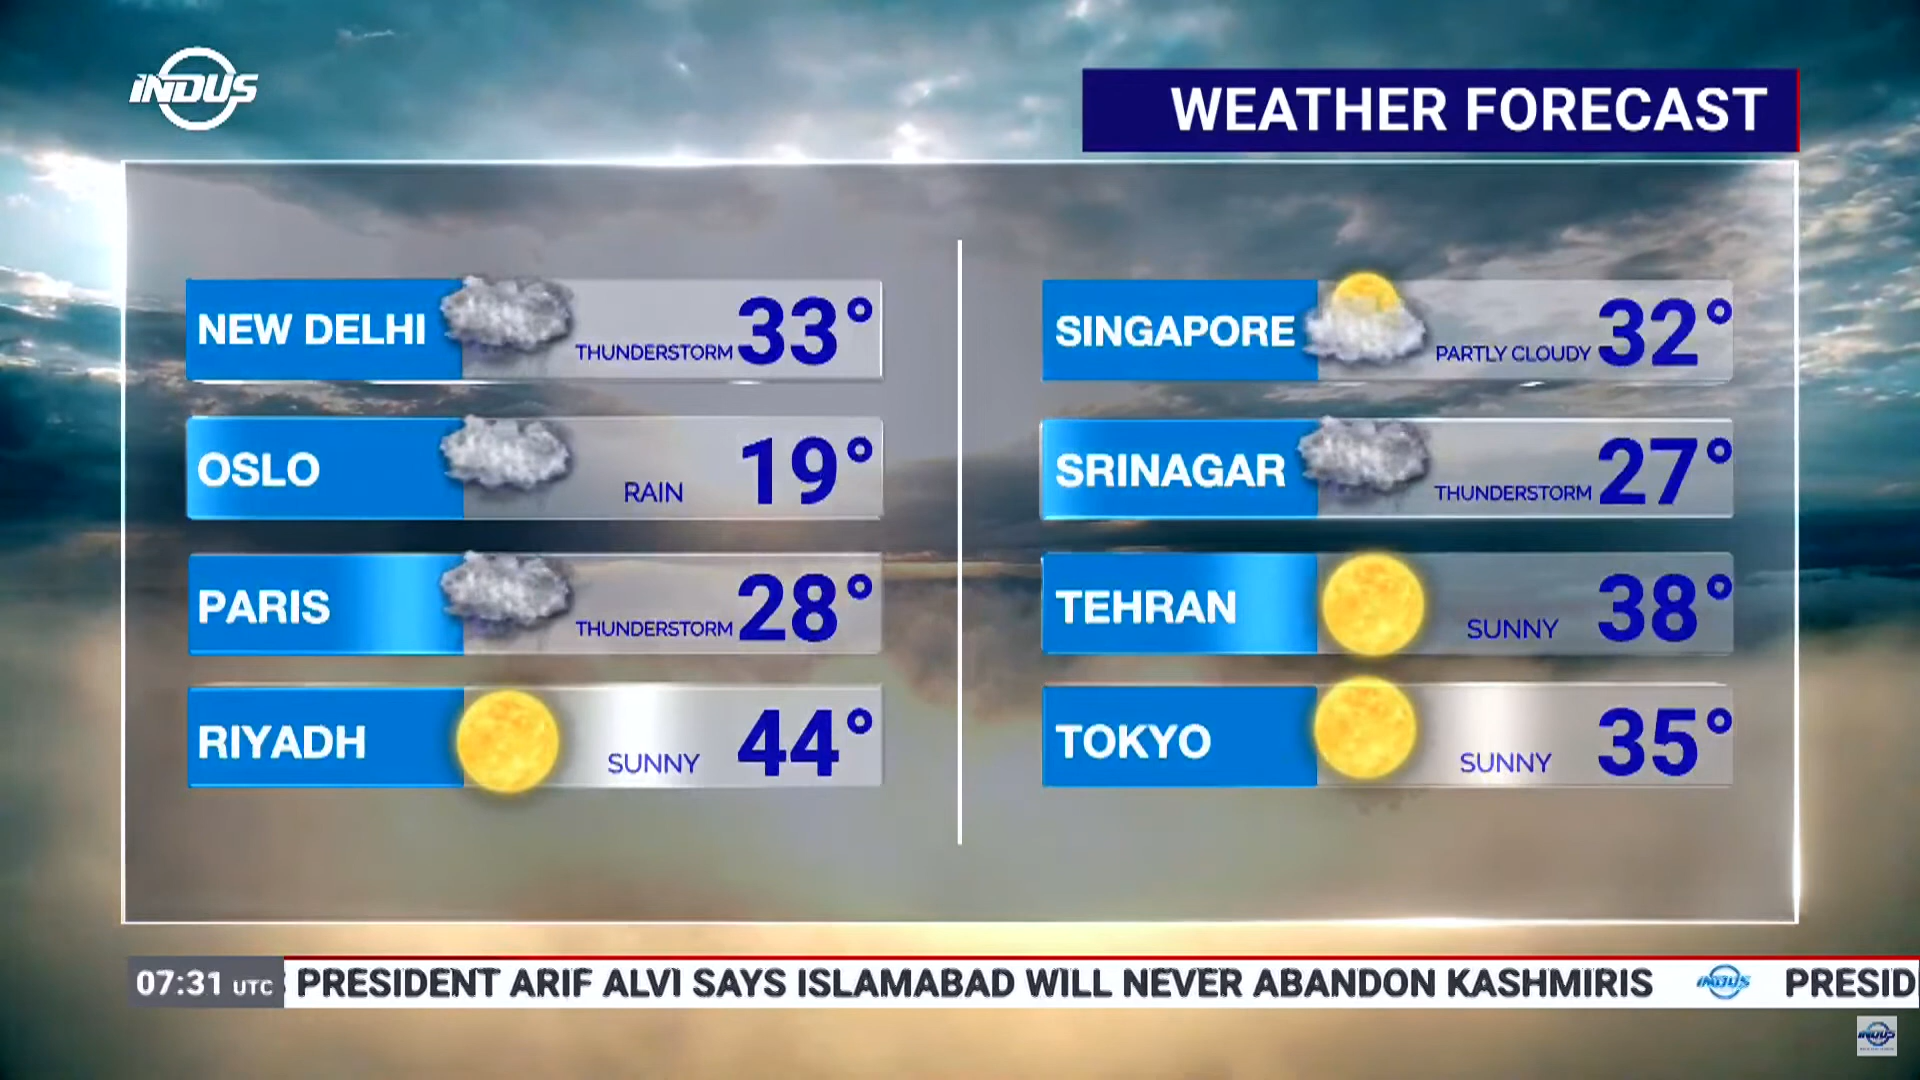 INDUS
WEATHER FORECAST
NEW DELHI THUNDERSTORM 33°
OSLO RAIN 19°
PARIS THUNDERSTORM 28°
RIYADH SUNNY 44°
SINGAPORE PARTLY CLOUDY 32°
SRINAGAR THUNDERSTORM 27°
TEHRAN SUNNY 38°
TOKYO SUNNY 35°
07:31 UTC PRESIDENT ARIF ALVI SAYS ISLAMABAD WILL NEVER ABANDON KASHMIRIS INDUS PRESID
INDUS